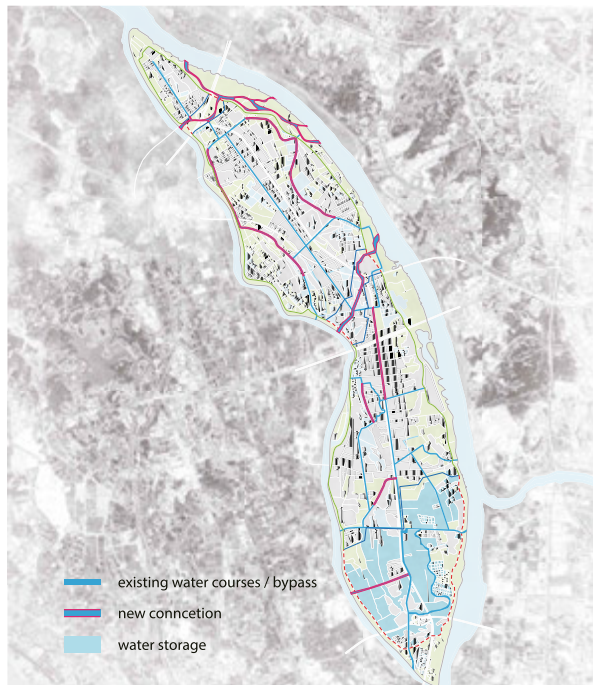 existing water courses / bypass
new conncetion
water storage